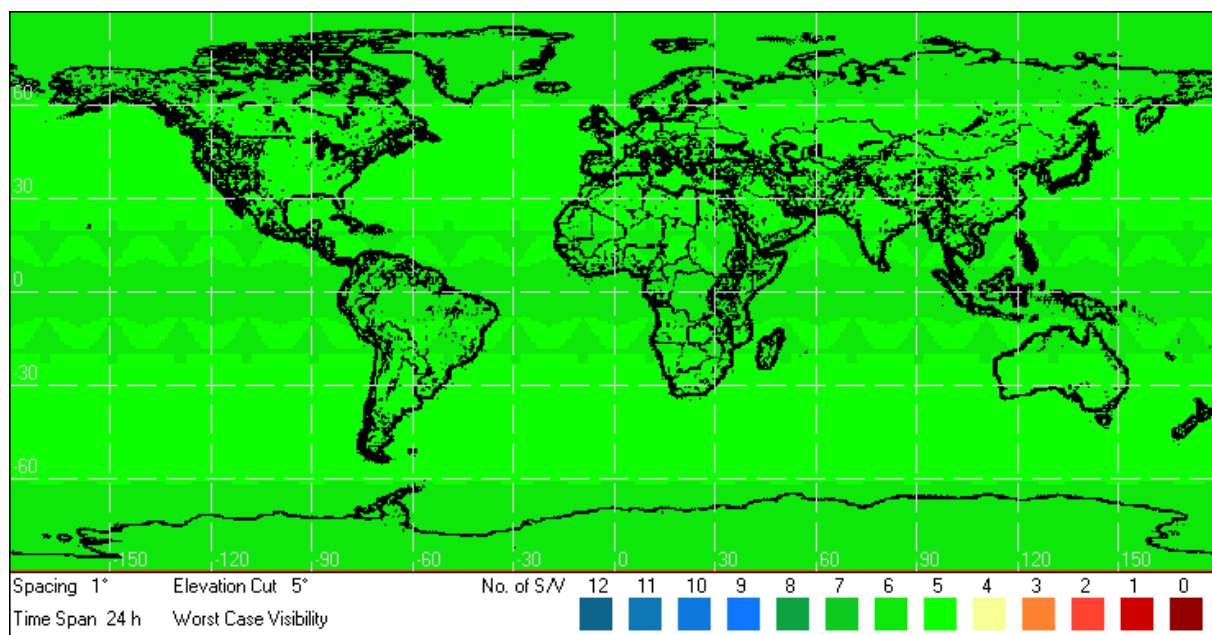 60
30
0
-30
-60
-150 -120 -90 -60 -30 0 30 60 90 120 150
Spacing 1° Elevation Cut 5° No. of S/V 12 11 10 9 8 7 6 5 4 3 2 1 0
Time Span 24 h Worst Case Visibility